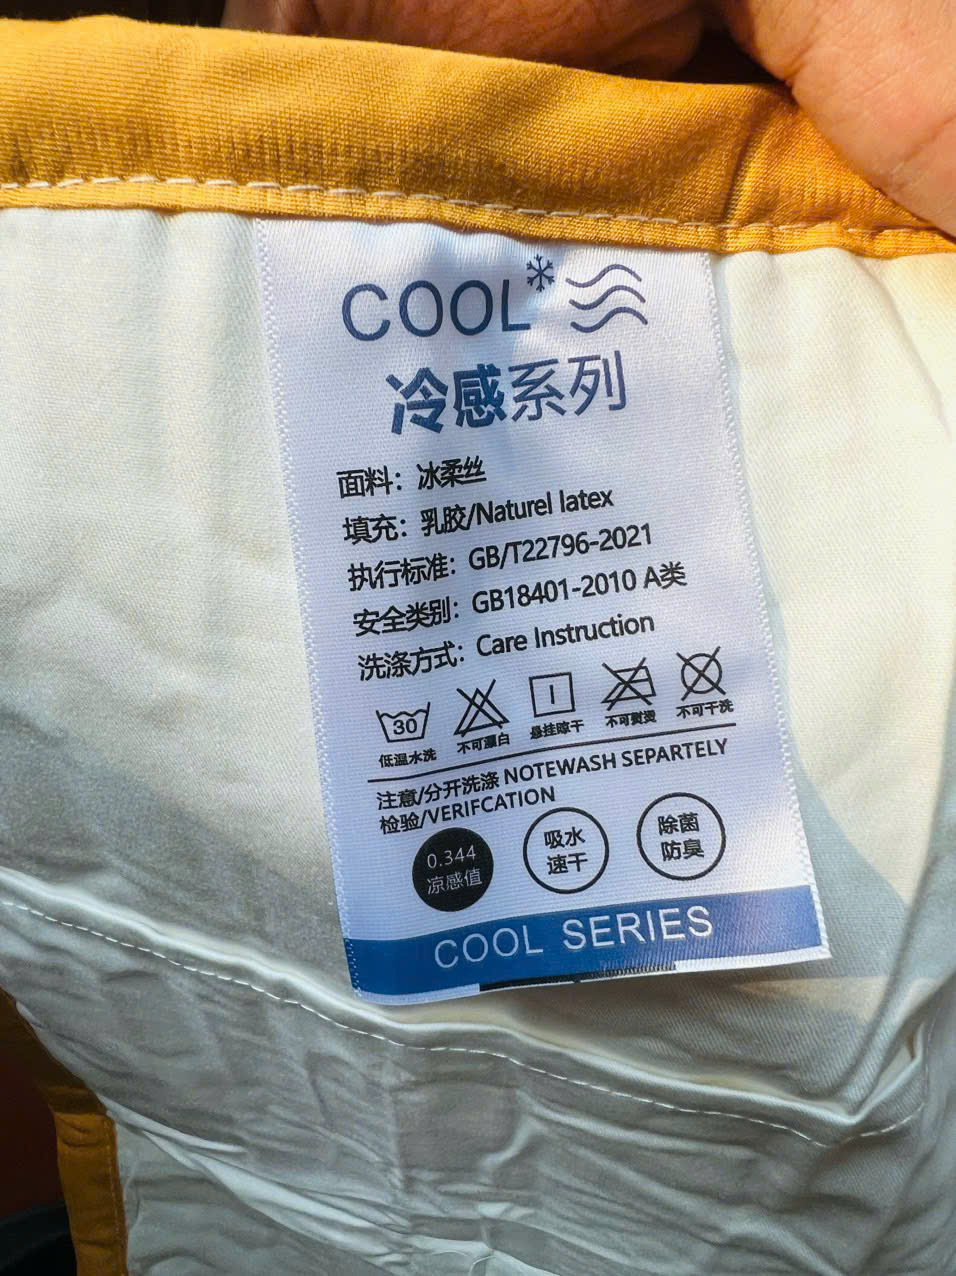 COOL
冷感系列
面料：冰柔丝
填充：乳胶/Naturel latex
执行标准：GB/T22796-2021
安全类别：GB18401-2010 A类
洗涤方式：Care Instruction
30
低温水洗 不可漂白 悬挂晾干 不可熨烫 不可干洗
注意/分开洗涤 NOTEWASH SEPARTELY
检验/VERIFCATION
0.344
凉感值
吸水
速干
除菌
防臭
COOL SERIES